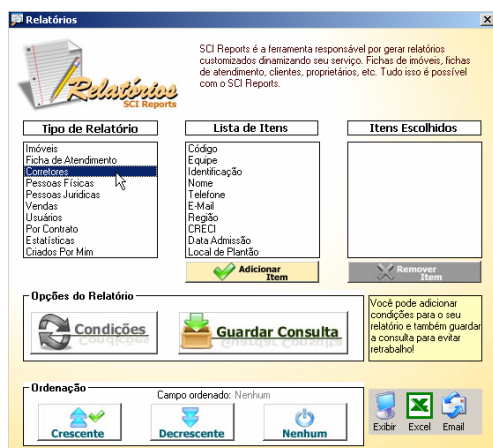 Relatórios
SCI Reports é a ferramenta responsável por gerar relatórios
customizados dinamizando seu serviço. Fichas de imóveis, fichas
de atendimento, clientes, proprietários, etc. Tudo isso é possível
com o SCI Reports.
Relatórios
SCI Reports
Tipo de Relatório
Lista de Itens
Itens Escolhidos
Imóveis
Ficha de Atendimento
Corretores
Pessoas Físicas
Pessoas Juridicas
Vendas
Usuários
Por Contrato
Estatísticas
Criados Por Mim
Código
Equipe
Identificação
Nome
Telefone
E-Mail
Região
CRECI
Data Admissão
Local de Plantão
Adicionar
Item
Remover
Item
Opções do Relatório
Condições
Guardar Consulta
Você pode adicionar
condições para o seu
relatório e também guardar
a consulta para evitar
retrabalho!
Ordenação
Campo ordenado: Nenhum
Crescente
Decrescente
Nenhum
Exibir
Excel
Email